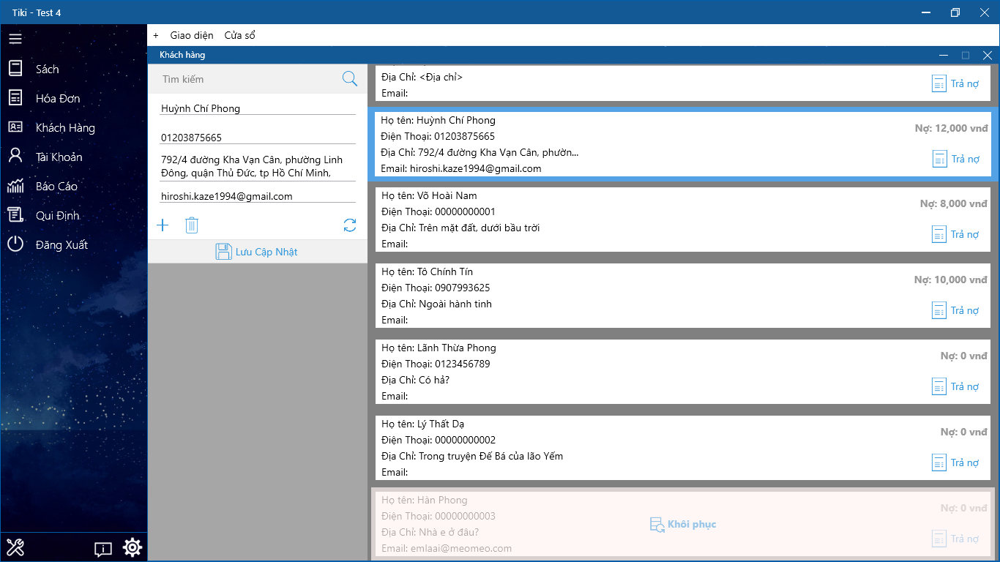 Tiki - Test 4
+ Giao diện Cửa sổ
Khách hàng
Sách
Hóa Đơn
Khách Hàng
Tài Khoản
Báo Cáo
Qui Định
Đăng Xuất
Tìm kiếm
Huỳnh Chí Phong
01203875665
792/4 đường Kha Vạn Cân, phường Linh
Đông, quận Thủ Đức, tp Hồ Chí Minh,
hiroshi.kaze1994@gmail.com
Lưu Cập Nhật
Địa Chỉ: <Địa chỉ>
Email:
Trả nợ
Họ tên: Huỳnh Chí Phong
Điện Thoại: 01203875665
Địa Chỉ: 792/4 đường Kha Vạn Cân, phườn...
Email: hiroshi.kaze1994@gmail.com
Nợ: 12,000 vnđ
Trả nợ
Họ tên: Võ Hoài Nam
Điện Thoại: 00000000001
Địa Chỉ: Trên mặt đất, dưới bầu trời
Email:
Nợ: 8,000 vnđ
Trả nợ
Họ tên: Tô Chính Tín
Điện Thoại: 0907993625
Địa Chỉ: Ngoài hành tinh
Email:
Nợ: 10,000 vnđ
Trả nợ
Họ tên: Lãnh Thừa Phong
Điện Thoại: 0123456789
Địa Chỉ: Có hả?
Email:
Nợ: 0 vnđ
Trả nợ
Họ tên: Lý Thất Dạ
Điện Thoại: 00000000002
Địa Chỉ: Trong truyện Đế Bá của lão Yếm
Email:
Nợ: 0 vnđ
Trả nợ
Họ tên: Hàn Phong
Điện Thoại: 00000000003
Địa Chỉ: Nhà e ở đâu?
Email: emlaai@meomeo.com
Khôi phục
Nợ: 0 vnđ
Trả nợ